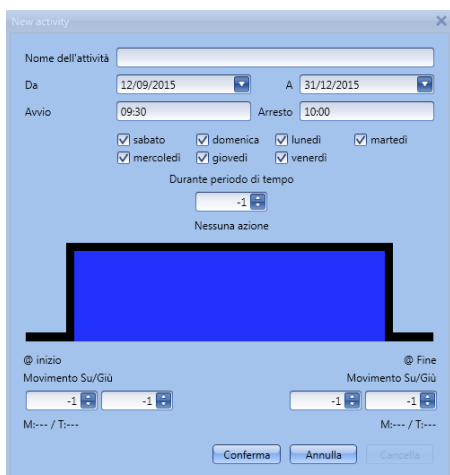 New activity
Nome dell'attività
Da 12/09/2015 A 31/12/2015
Avvio 09:30 Arresto 10:00
sabato domenica lunedì martedì
mercoledì giovedì venerdì
Durante periodo di tempo
-1
Nessuna azione
@ inizio @ Fine
Movimento Su/Giù Movimento Su/Giù
-1 -1 -1 -1
M:--- / T:--- M:--- / T:---
Conferma Annulla Cancella